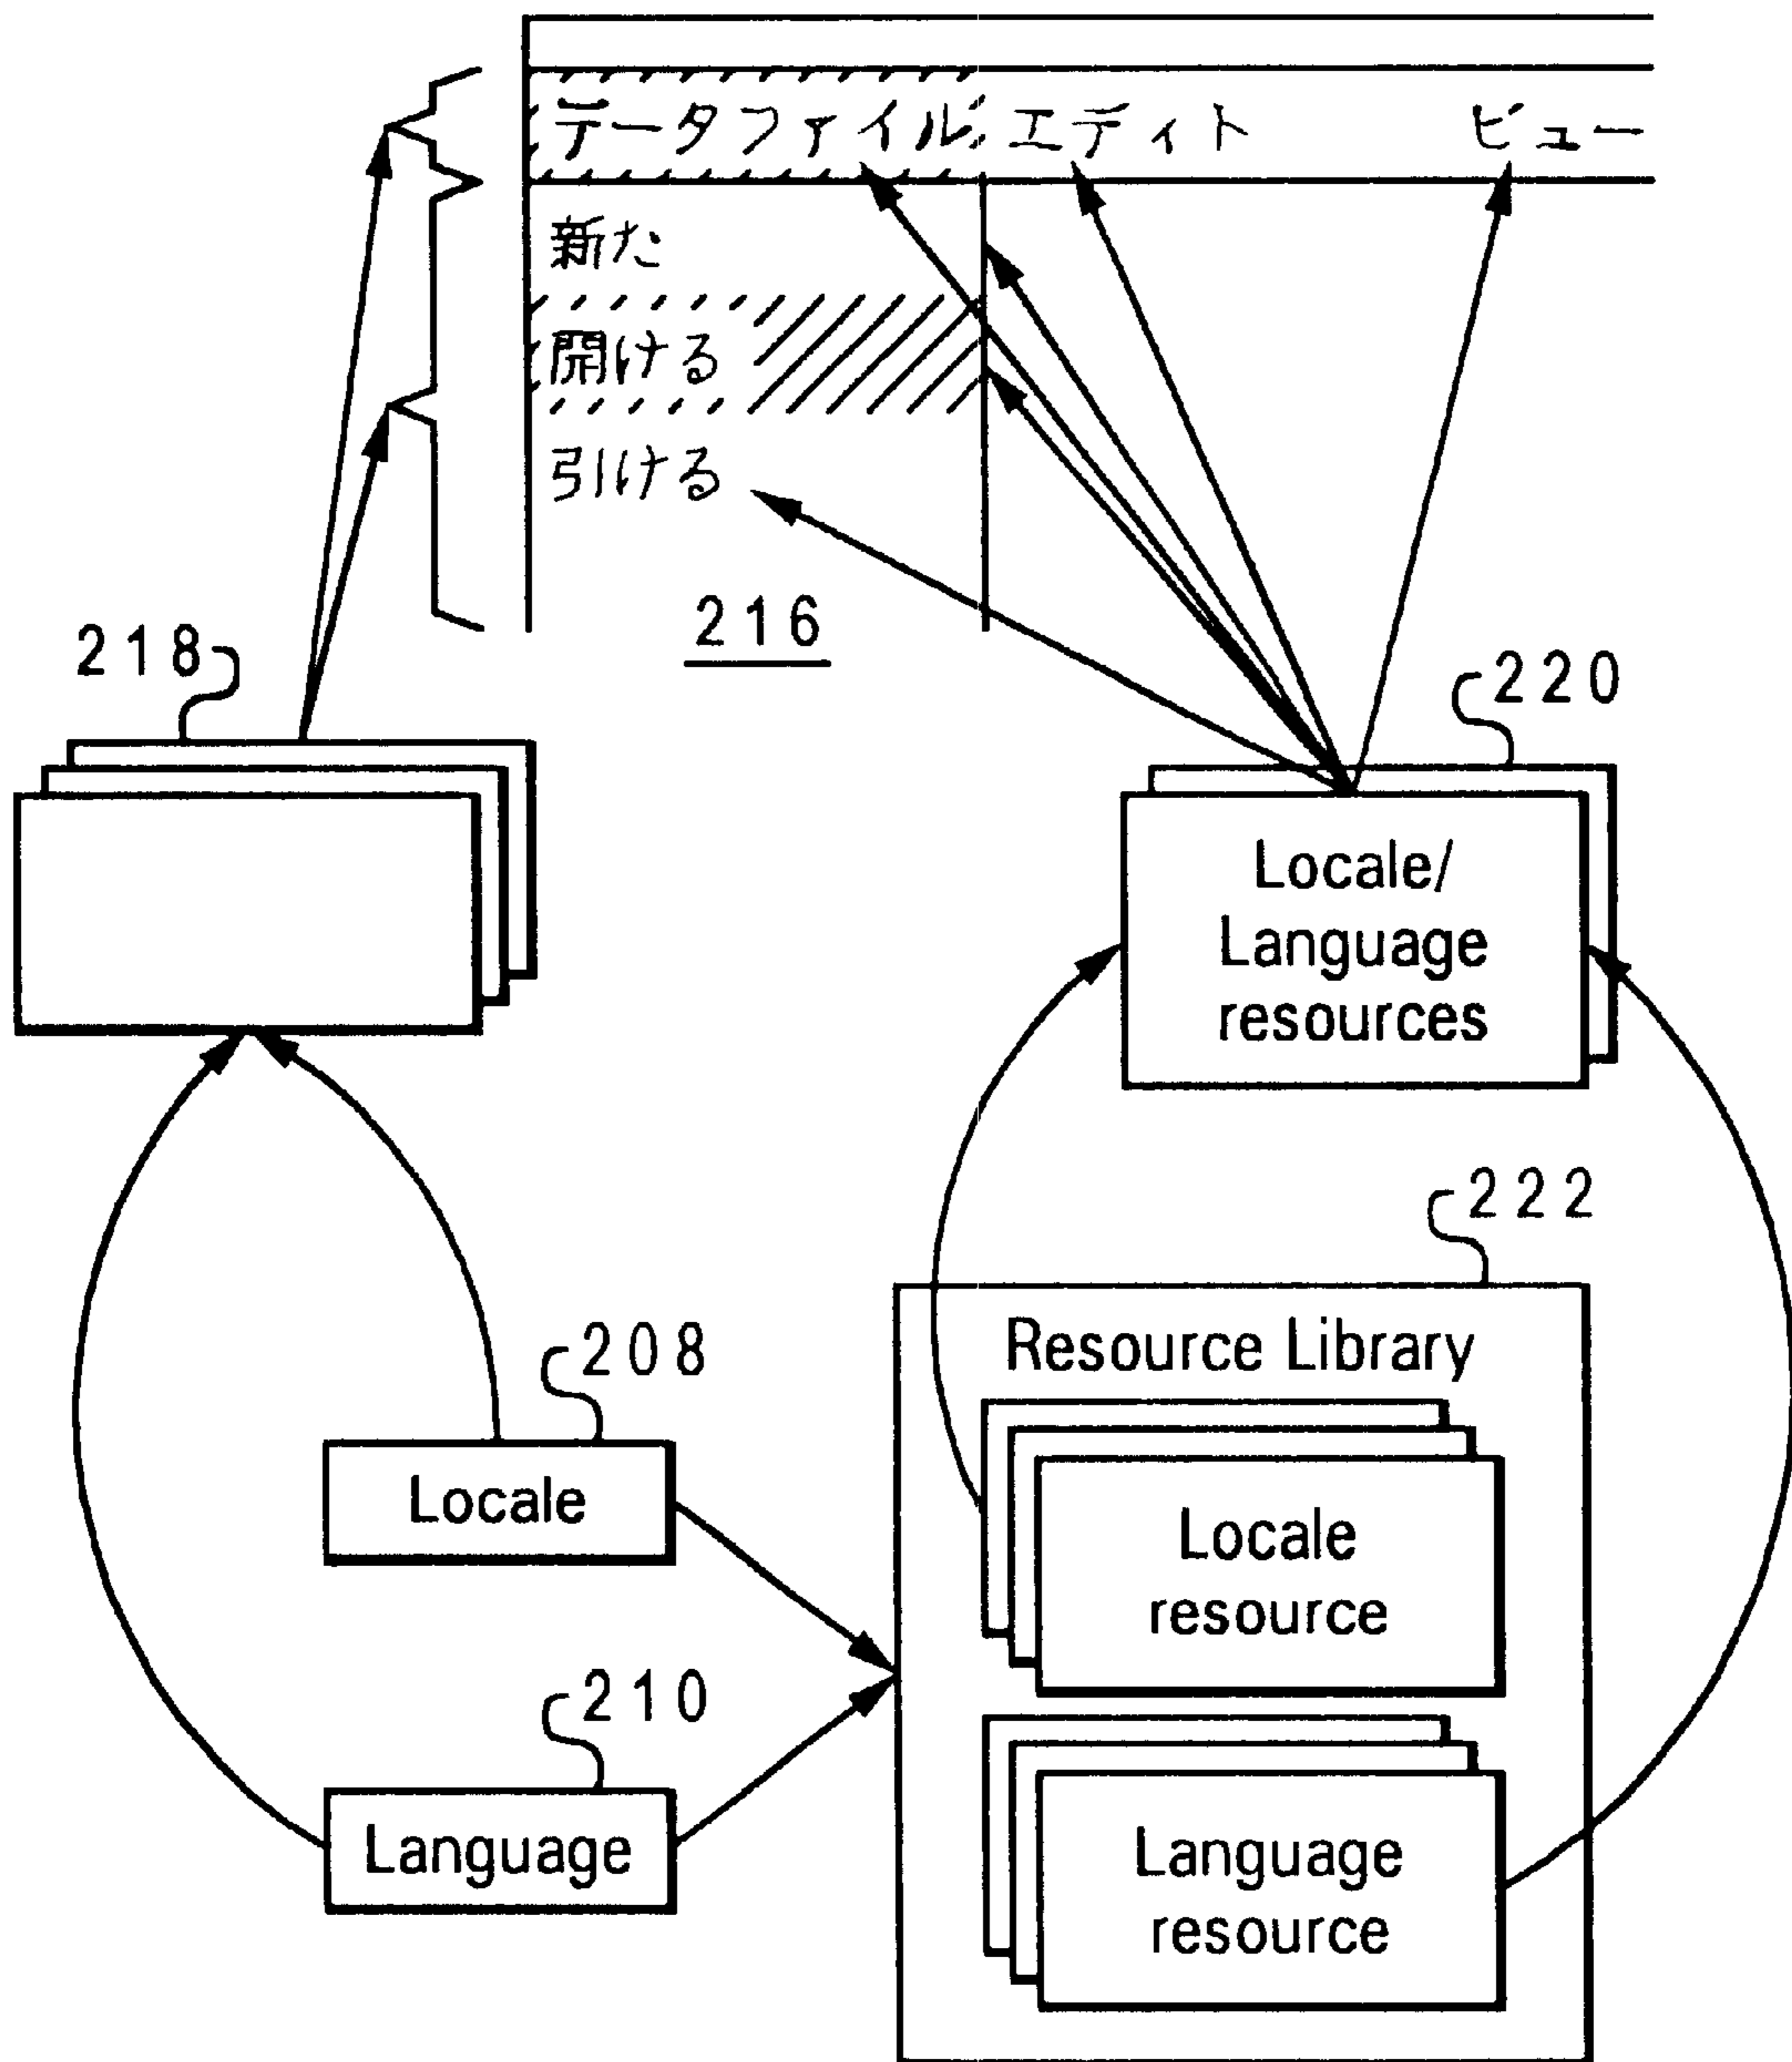 データファイル エディト ビュー
新た
開ける
引ける
216
218
220
Locale/
Language
resources
222
Resource Library
208
Locale
Locale
resource
210
Language
Language
resource